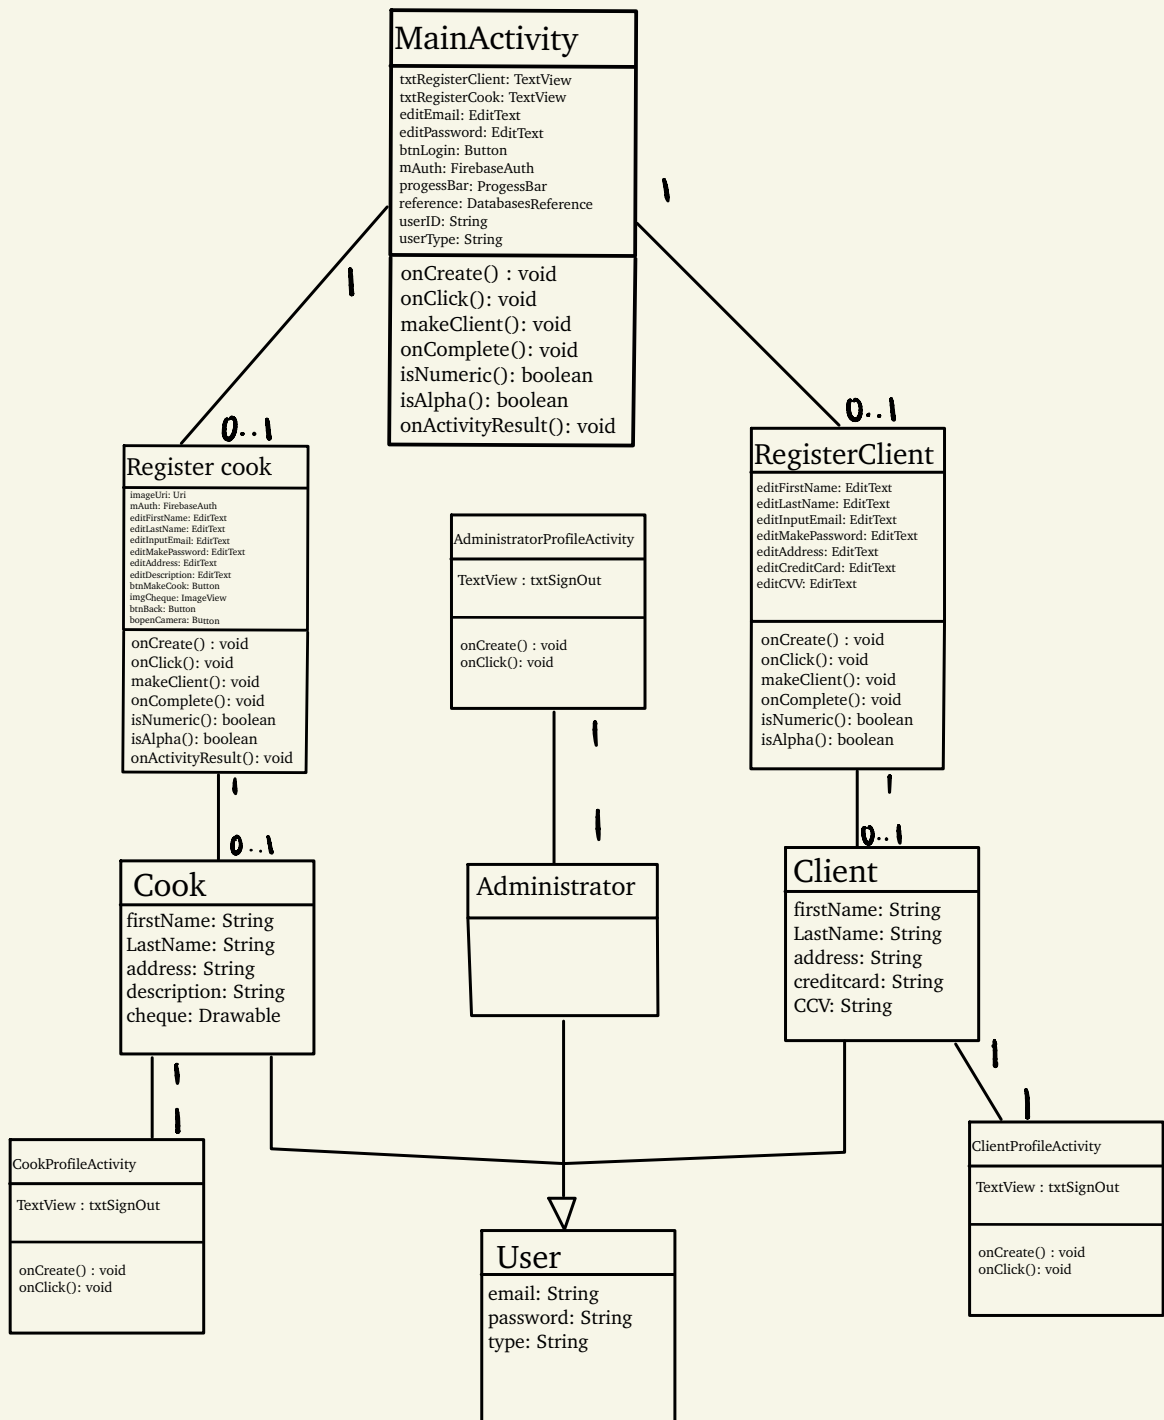 MainActivity
txtRegisterClient: TextView
txtRegisterCook: TextView
editEmail: EditText
editPassword: EditText
btnLogin: Button
mAuth: FirebaseAuth
progessBar: ProgessBar
reference: DatabasesReference
userID: String
userType: String
onCreate() : void
onClick(): void
makeClient(): void
onComplete(): void
isNumeric(): boolean
isAlpha(): boolean
onActivityResult(): void
1
1
0..1
0..1
Register cook
imageUri: Uri
mAuth: FirebaseAuth
editFirstName: EditText
editLastName: EditText
editInputEmail: EditText
editMakePassword: EditText
editAddress: EditText
editDescription: EditText
btnMakeCook: Button
imgCheque: ImageView
btnBack: Button
bopenCamera: Button
onCreate() : void
onClick(): void
makeClient(): void
onComplete(): void
isNumeric(): boolean
isAlpha(): boolean
onActivityResult(): void
1
0..1
AdministratorProfileActivity
TextView : txtSignOut
onCreate() : void
onClick(): void
1
1
RegisterClient
editFirstName: EditText
editLastName: EditText
editInputEmail: EditText
editMakePassword: EditText
editAddress: EditText
editCreditCard: EditText
editCVV: EditText
onCreate() : void
onClick(): void
makeClient(): void
onComplete(): void
isNumeric(): boolean
isAlpha(): boolean
1
0..1
Cook
firstName: String
LastName: String
address: String
description: String
cheque: Drawable
1
1
Administrator
Client
firstName: String
LastName: String
address: String
creditcard: String
CCV: String
1
1
CookProfileActivity
TextView : txtSignOut
onCreate() : void
onClick(): void
User
email: String
password: String
type: String
ClientProfileActivity
TextView : txtSignOut
onCreate() : void
onClick(): void